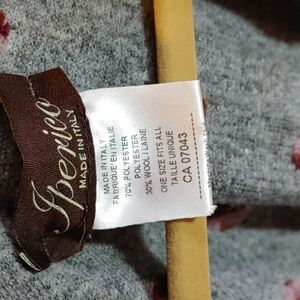 Iperico
MADE IN ITALY
MADE IN ITALY
FABRIQUE EN ITALIE
70% POLYESTER
POLYESTER
30% WOOL / LAINE
ONE SIZE FITS ALL
TAILLE UNIQUE
CA 07043